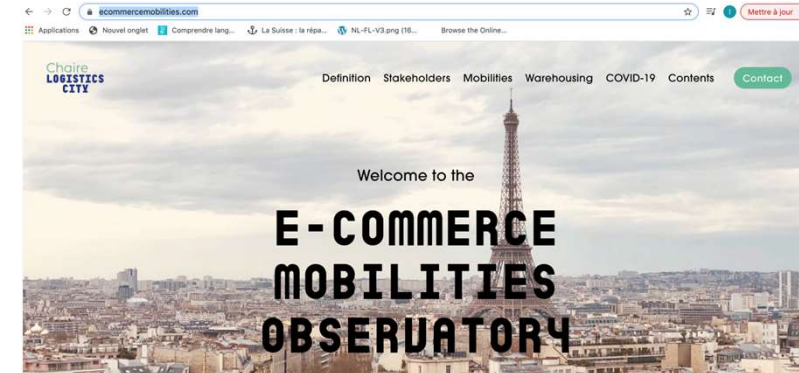 ecommercemobilities.com
Mettre à jour
Applications Nouvel onglet Comprendre lang... La Suisse : la répa... NL-FL-V3.png (16... Browse the Online...
Chaire
LOGISTICS
CITY
Definition Stakeholders Mobilities Warehousing COVID-19 Contents Contact
Welcome to the
E-COMMERCE
MOBILITIES
OBSERVATORY